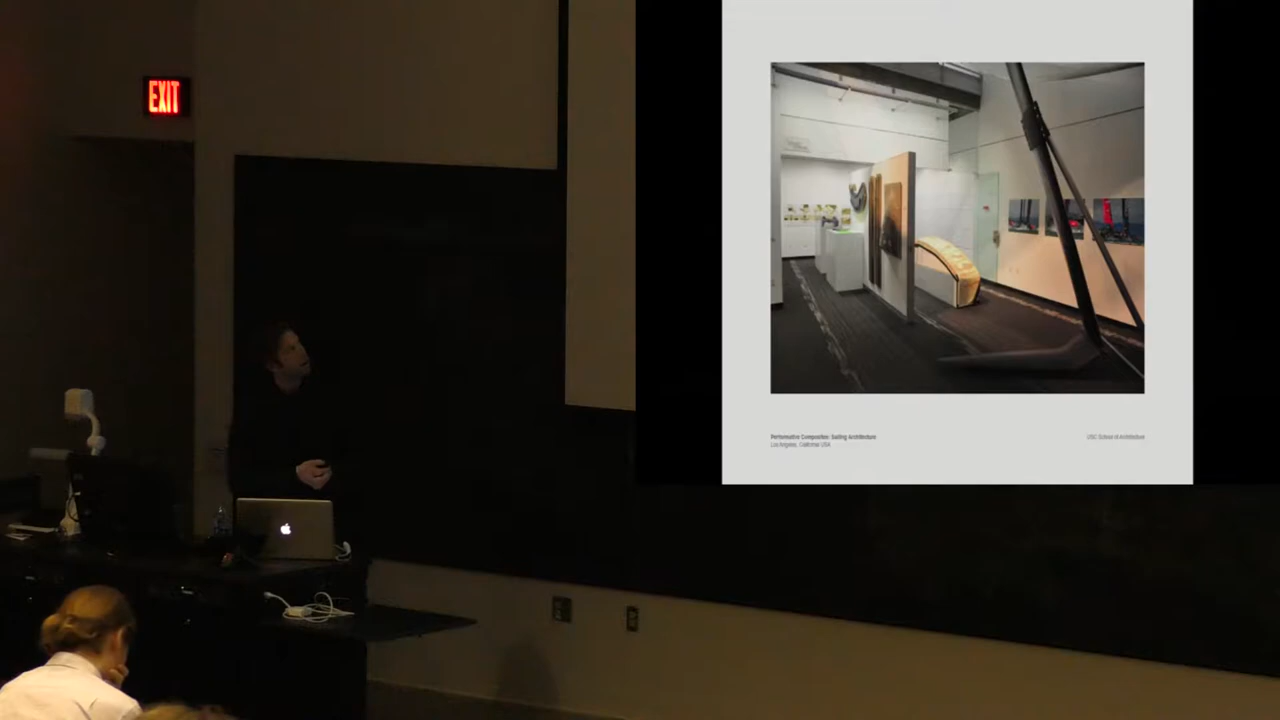 EXIT
Performative Composites: Sailing Architecture
Los Angeles, California USA
USC School of Architecture